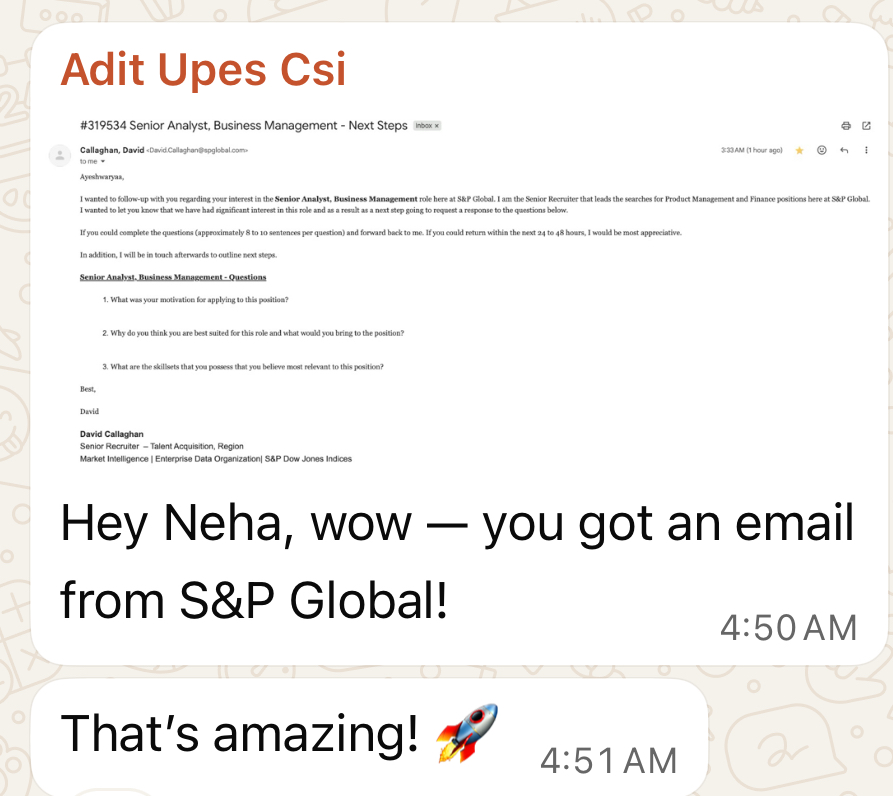 Adit Upes Csi
#319534 Senior Analyst, Business Management - Next Steps Inbox x
Callaghan, David <David.Callaghan@spglobal.com> 3:33 AM (1 hour ago)
to me
Ayeshwaryaa,
I wanted to follow-up with you regarding your interest in the Senior Analyst, Business Management role here at S&P Global. I am the Senior Recruiter that leads the searches for Product Management and Finance positions here at S&P Global.
I wanted to let you know that we have had significant interest in this role and as a result as a next step going to request a response to the questions below.
If you could complete the questions (approximately 8 to 10 sentences per question) and forward back to me. If you could return within the next 24 to 48 hours, I would be most appreciative.
In addition, I will be in touch afterwards to outline next steps.
Senior Analyst, Business Management - Questions
1. What was your motivation for applying to this position?
2. Why do you think you are best suited for this role and what would you bring to the position?
3. What are the skillsets that you possess that you believe most relevant to this position?
Best,
David
David Callaghan
Senior Recruiter – Talent Acquisition, Region
Market Intelligence | Enterprise Data Organization| S&P Dow Jones Indices
Hey Neha, wow — you got an email
from S&P Global!
4:50 AM
That’s amazing! 🚀 4:51 AM